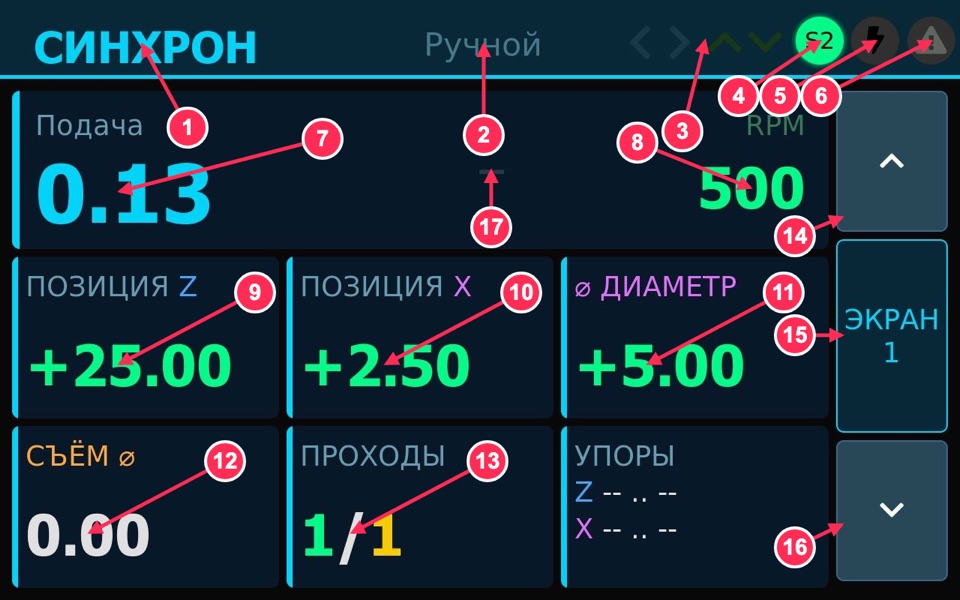 СИНХРОН
Ручной
S2
4 5 6
1
2
3
Подача
7
8
RPM
0.13
--
500
17
14
ПОЗИЦИЯ Z
9
ПОЗИЦИЯ X
10
⌀ ДИАМЕТР
11
+25.00
+2.50
+5.00
15
ЭКРАН
1
СЪЁМ ⌀
12
ПРОХОДЫ
13
УПОРЫ
Z -- .. --
X -- .. --
0.00
1/1
16